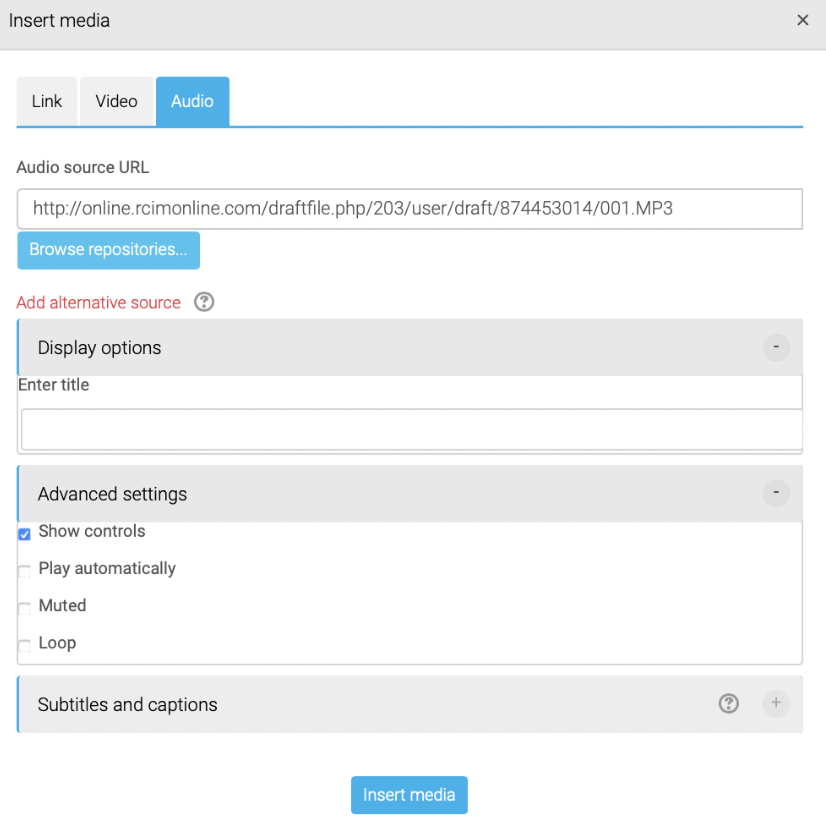 Insert media ×
Link Video Audio
Audio source URL
http://online.rcimonline.com/draftfile.php/203/user/draft/874453014/001.MP3
Browse repositories...
Add alternative source ?
Display options -
Enter title
Advanced settings -
Show controls
Play automatically
Muted
Loop
Subtitles and captions ? +
Insert media